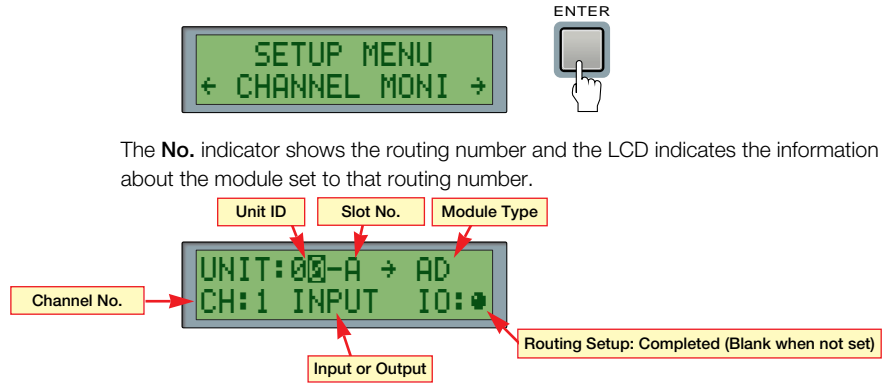 ENTER
SETUP MENU
← CHANNEL MONI →
The No. indicator shows the routing number and the LCD indicates the information
about the module set to that routing number.
Unit ID
Slot No.
Module Type
UNIT:00-A → AD
Channel No.
CH:1 INPUT IO:●
Routing Setup: Completed (Blank when not set)
Input or Output